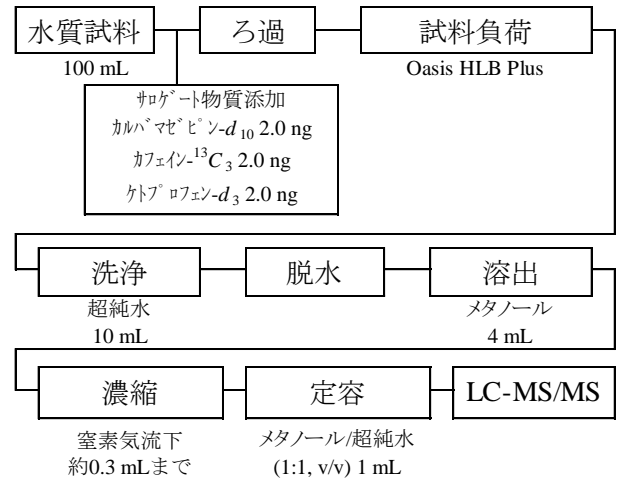 水質試料
ろ過
試料負荷
100 mL
Oasis HLB Plus
ｻﾛｹﾞｰﾄ物質添加
ｶﾙﾊﾞﾏｾﾞﾋﾟﾝ-d10 2.0 ng
ｶﾌｪｲﾝ-13C3 2.0 ng
ｹﾄﾌﾟﾛﾌｪﾝ-d3 2.0 ng
洗浄
脱水
溶出
超純水
メタノール
10 mL
4 mL
濃縮
定容
LC-MS/MS
窒素気流下
メタノール/超純水
約0.3 mLまで
(1:1, v/v) 1 mL